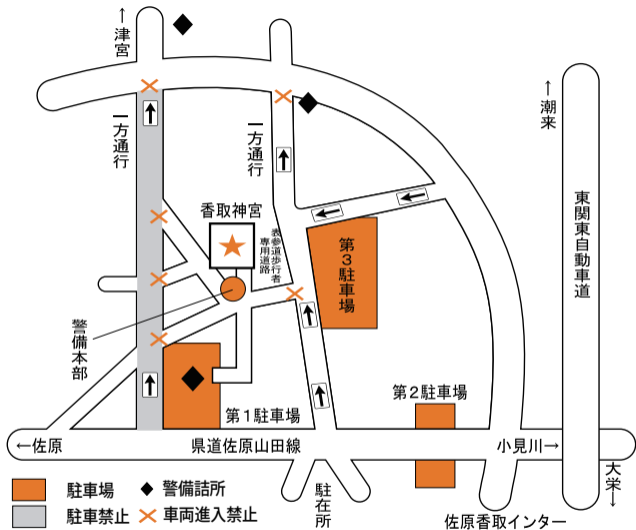 ↑津宮
↑潮来
一方通行
一方通行
東関東自動車道
香取神宮
表参道歩行者
専用道路
第3駐車場
警備本部
第1駐車場
第2駐車場
←佐原
県道佐原山田線
小見川→
大栄→
駐在所
佐原香取インター
駐車場
警備詰所
駐車禁止
車両進入禁止